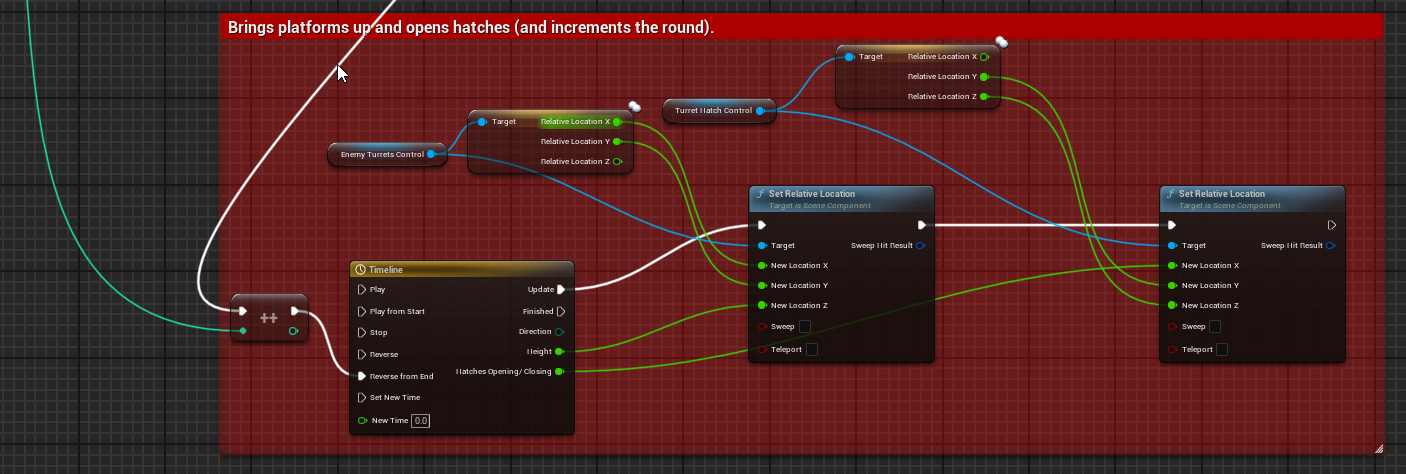 Brings platforms up and opens hatches (and increments the round).
Target
Relative Location X
Relative Location Y
Relative Location Z
Turret Hatch Control
Target
Relative Location X
Relative Location Y
Relative Location Z
Enemy Turrets Control
f Set Relative Location
Target is Scene Component
Target
Sweep Hit Result
New Location X
New Location Y
New Location Z
Sweep
Teleport
f Set Relative Location
Target is Scene Component
Target
Sweep Hit Result
New Location X
New Location Y
New Location Z
Sweep
Teleport
++
Timeline
Play
Update
Play from Start
Finished
Stop
Direction
Reverse
Height
Reverse from End
Hatches Opening/ Closing
Set New Time
New Time 0.0